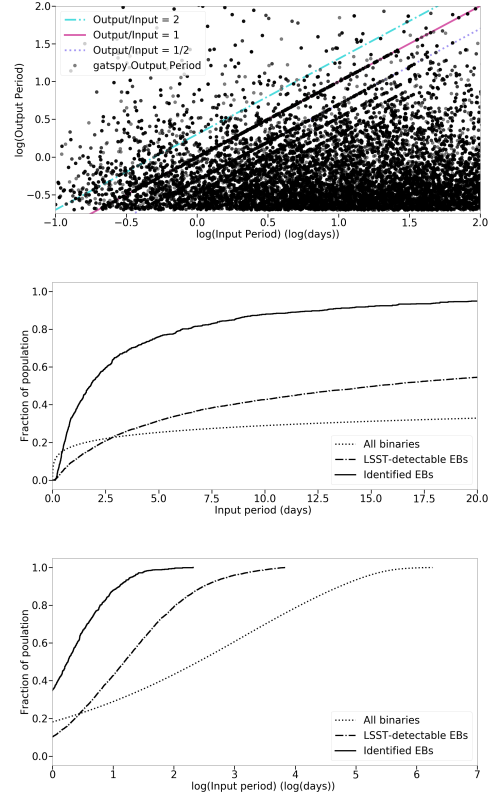 2.0
1.5
1.0
0.5
0.0
−0.5
log(Output Period)
Output/Input = 2
Output/Input = 1
Output/Input = 1/2
gatspy Output Period
−1.0 −0.5 0.0 0.5 1.0 1.5 2.0
log(Input Period) (log(days))
1.0
0.8
0.6
0.4
0.2
0.0
Fraction of population
All binaries
LSST-detectable EBs
Identified EBs
0.0 2.5 5.0 7.5 10.0 12.5 15.0 17.5 20.0
Input period (days)
1.0
0.8
0.6
0.4
0.2
0.0
Fraction of poulation
All binaries
LSST-detectable EBs
Identified EBs
0 1 2 3 4 5 6 7
log(Input period) (log(days))